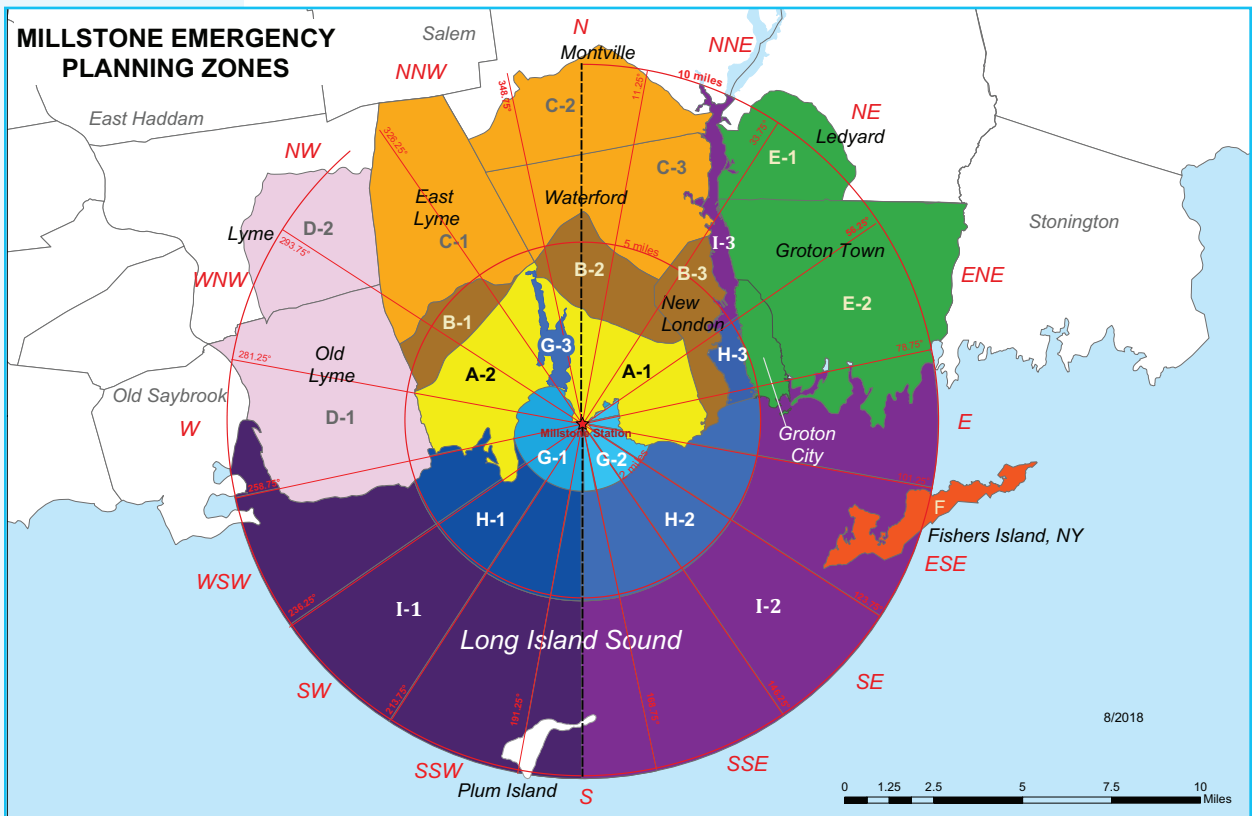 MILLSTONE EMERGENCY
PLANNING ZONES
Salem
N
Montville
NNE
NNW
10 miles
348.75°
11.25°
C-2
East Haddam
326.25°
33.75°
NE
Ledyard
E-1
NW
C-3
East
Lyme
Waterford
D-2
C-1
Lyme
293.75°
Stonington
I-3
Groton Town
5 miles
WNW
B-2
B-3
ENE
New
London
E-2
B-1
G-3
H-3
78.75°
281.25°
Old
Lyme
A-2
A-1
Old Saybrook
D-1
W
E
Millstone Station
Groton
City
G-1
G-2
2 miles
258.75°
F
H-1
H-2
Fishers Island, NY
ESE
WSW
236.25°
I-1
I-2
Long Island Sound
SW
SE
213.75°
191.25°
8/2018
SSW
SSE
Plum Island
S
0 1.25 2.5 5 7.5 10
Miles